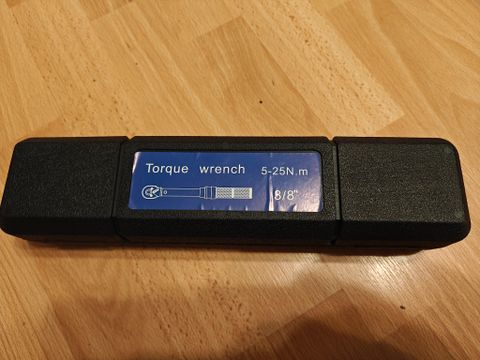 Torque wrench 5-25N.m
3/8"